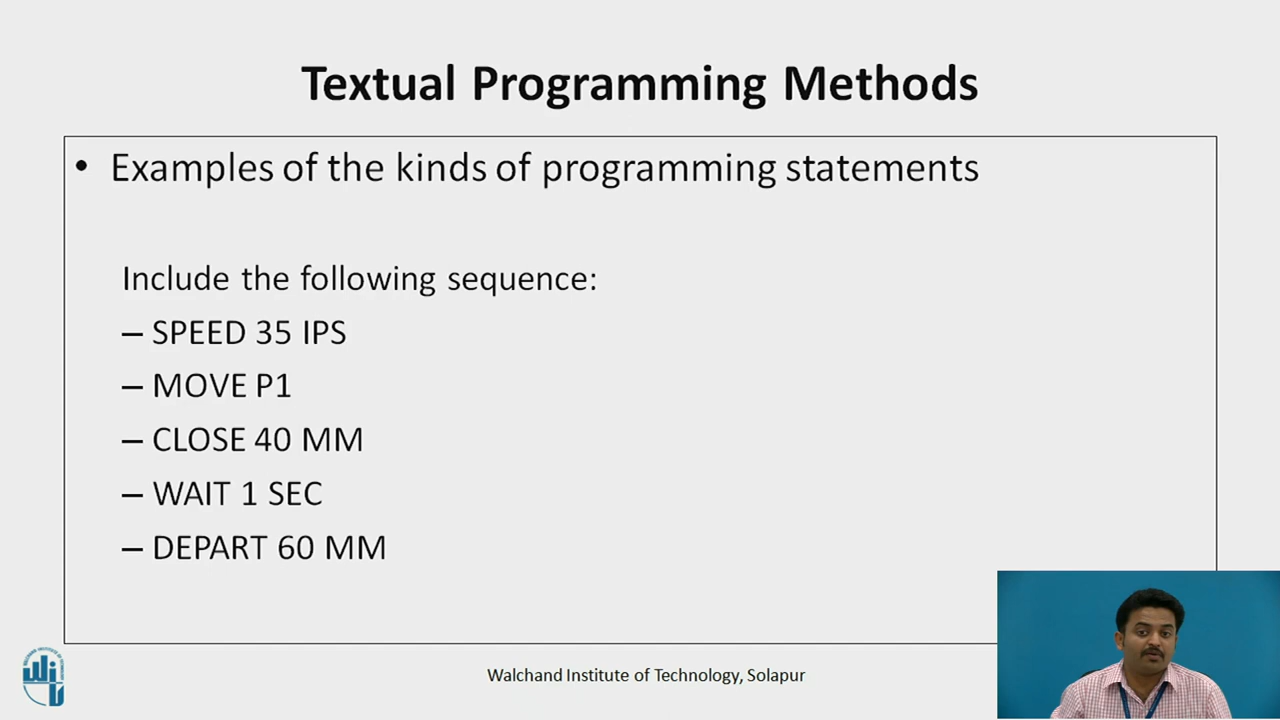 Textual Programming Methods
• Examples of the kinds of programming statements
Include the following sequence:
– SPEED 35 IPS
– MOVE P1
– CLOSE 40 MM
– WAIT 1 SEC
– DEPART 60 MM
Walchand Institute of Technology, Solapur